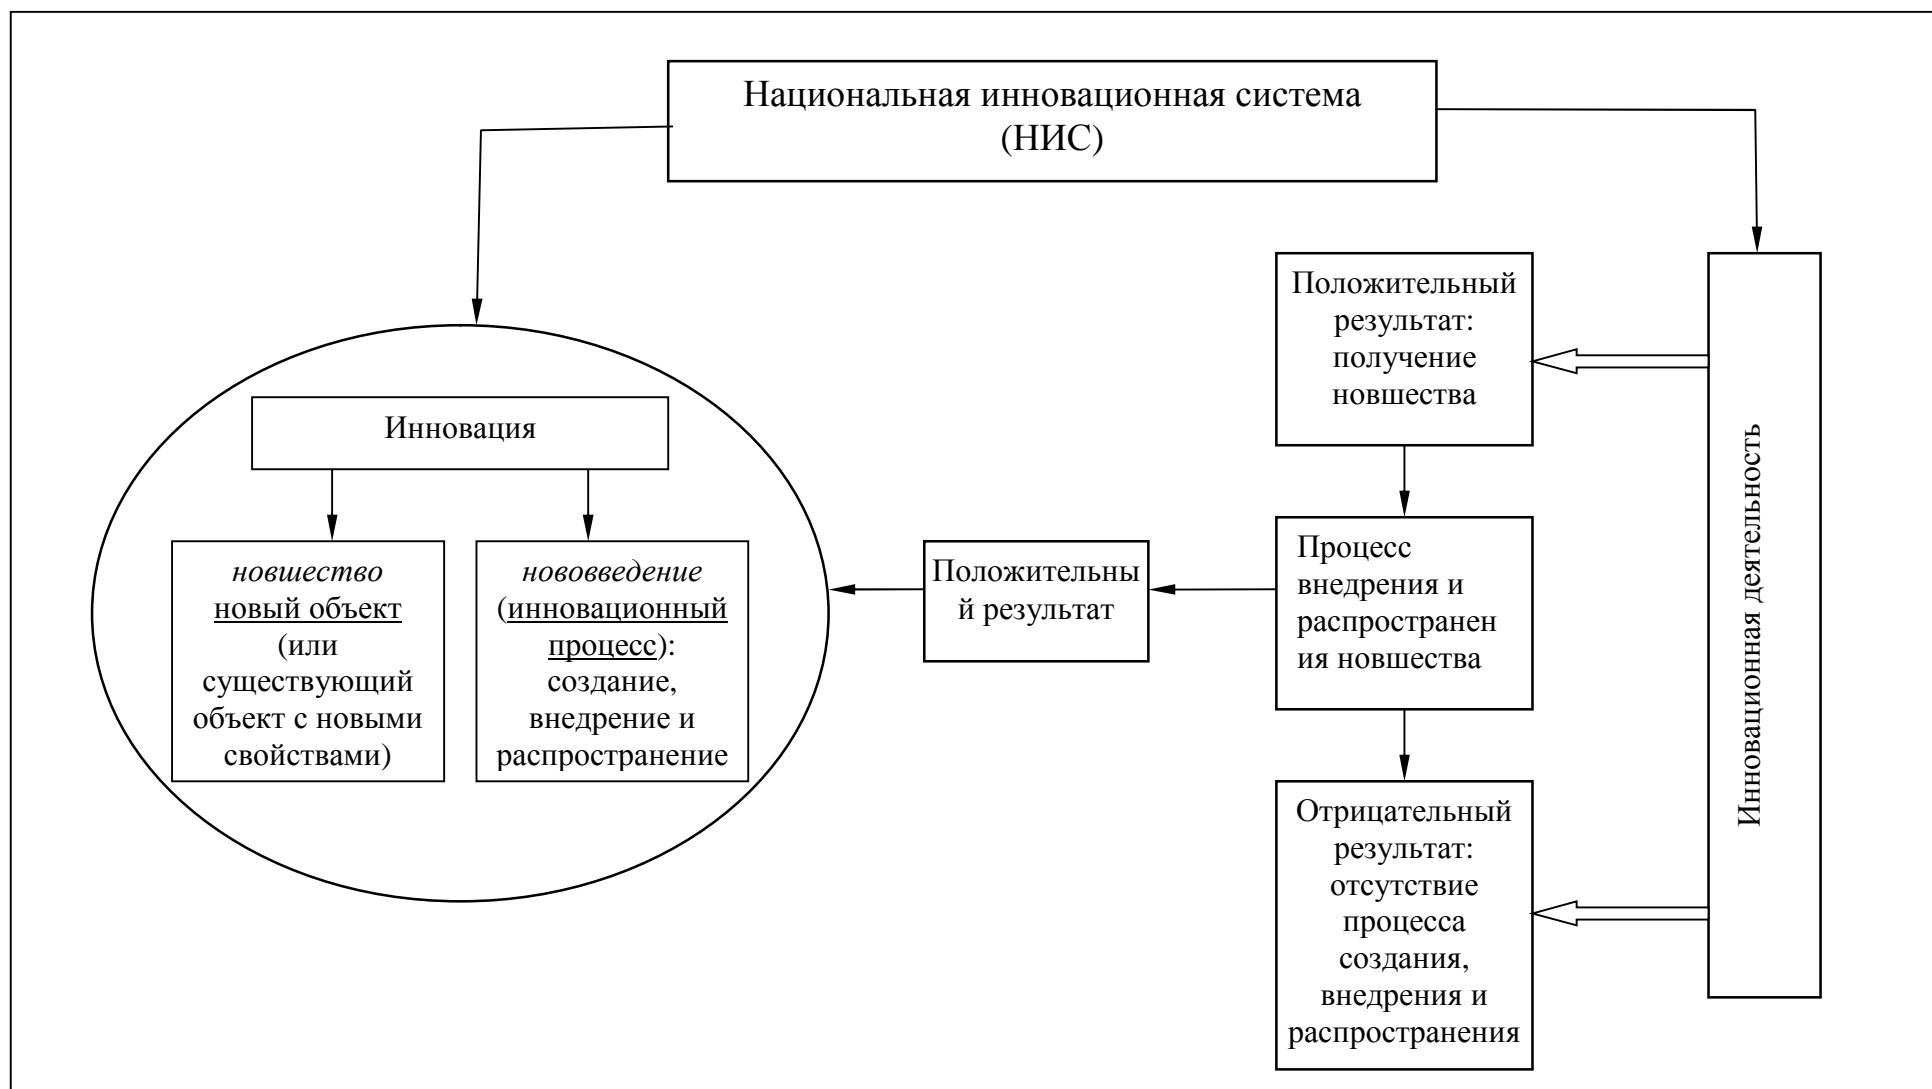 Национальная инновационная система
(НИС)
Положительный
результат:
получение
новшества
Инновация
новшество
новый объект
(или
существующий
объект с новыми
свойствами)
нововведение
(инновационный
процесс):
создание,
внедрение и
распространение
Положительны
й результат
Процесс
внедрения и
распространен
ия новшества
Отрицательный
результат:
отсутствие
процесса
создания,
внедрения и
распространения
Инновационная деятельность